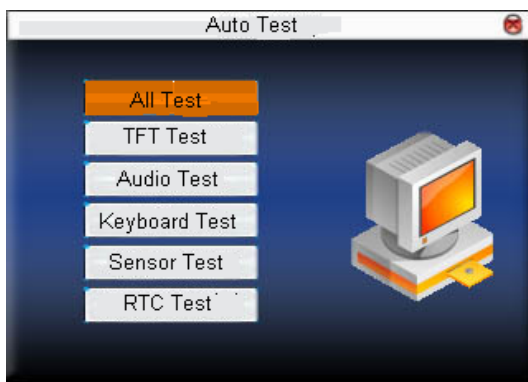 Auto Test
All Test
TFT Test
Audio Test
Keyboard Test
Sensor Test
RTC Test